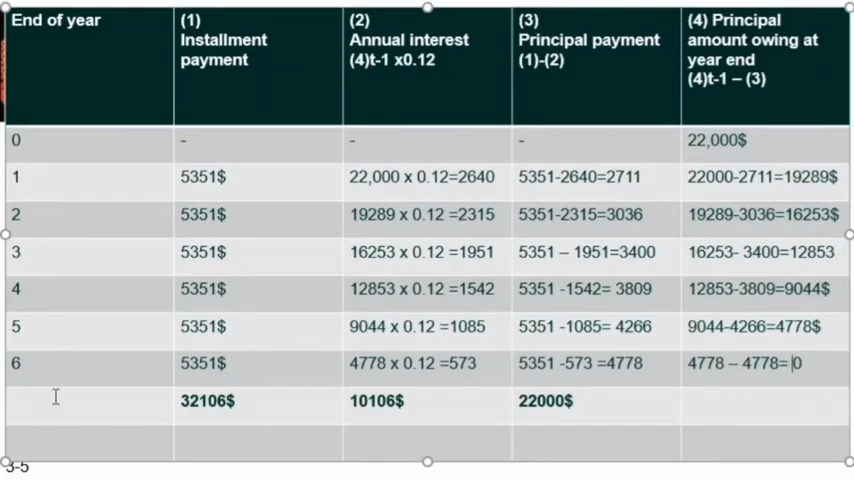 End of year
(1)
Installment
payment
(2)
Annual interest
(4)t-1 x0.12
(3)
Principal payment
(1)-(2)
(4) Principal
amount owing at
year end
(4)t-1 – (3)
0 - - - 22,000$
1 5351$ 22,000 x 0.12=2640 5351-2640=2711 22000-2711=19289$
2 5351$ 19289 x 0.12 =2315 5351-2315=3036 19289-3036=16253$
3 5351$ 16253 x 0.12 =1951 5351 – 1951=3400 16253- 3400=12853
4 5351$ 12853 x 0.12 =1542 5351 -1542= 3809 12853-3809=9044$
5 5351$ 9044 x 0.12 =1085 5351 -1085= 4266 9044-4266=4778$
6 5351$ 4778 x 0.12 =573 5351 -573 =4778 4778 – 4778= 0
32106$ 10106$ 22000$
3-5